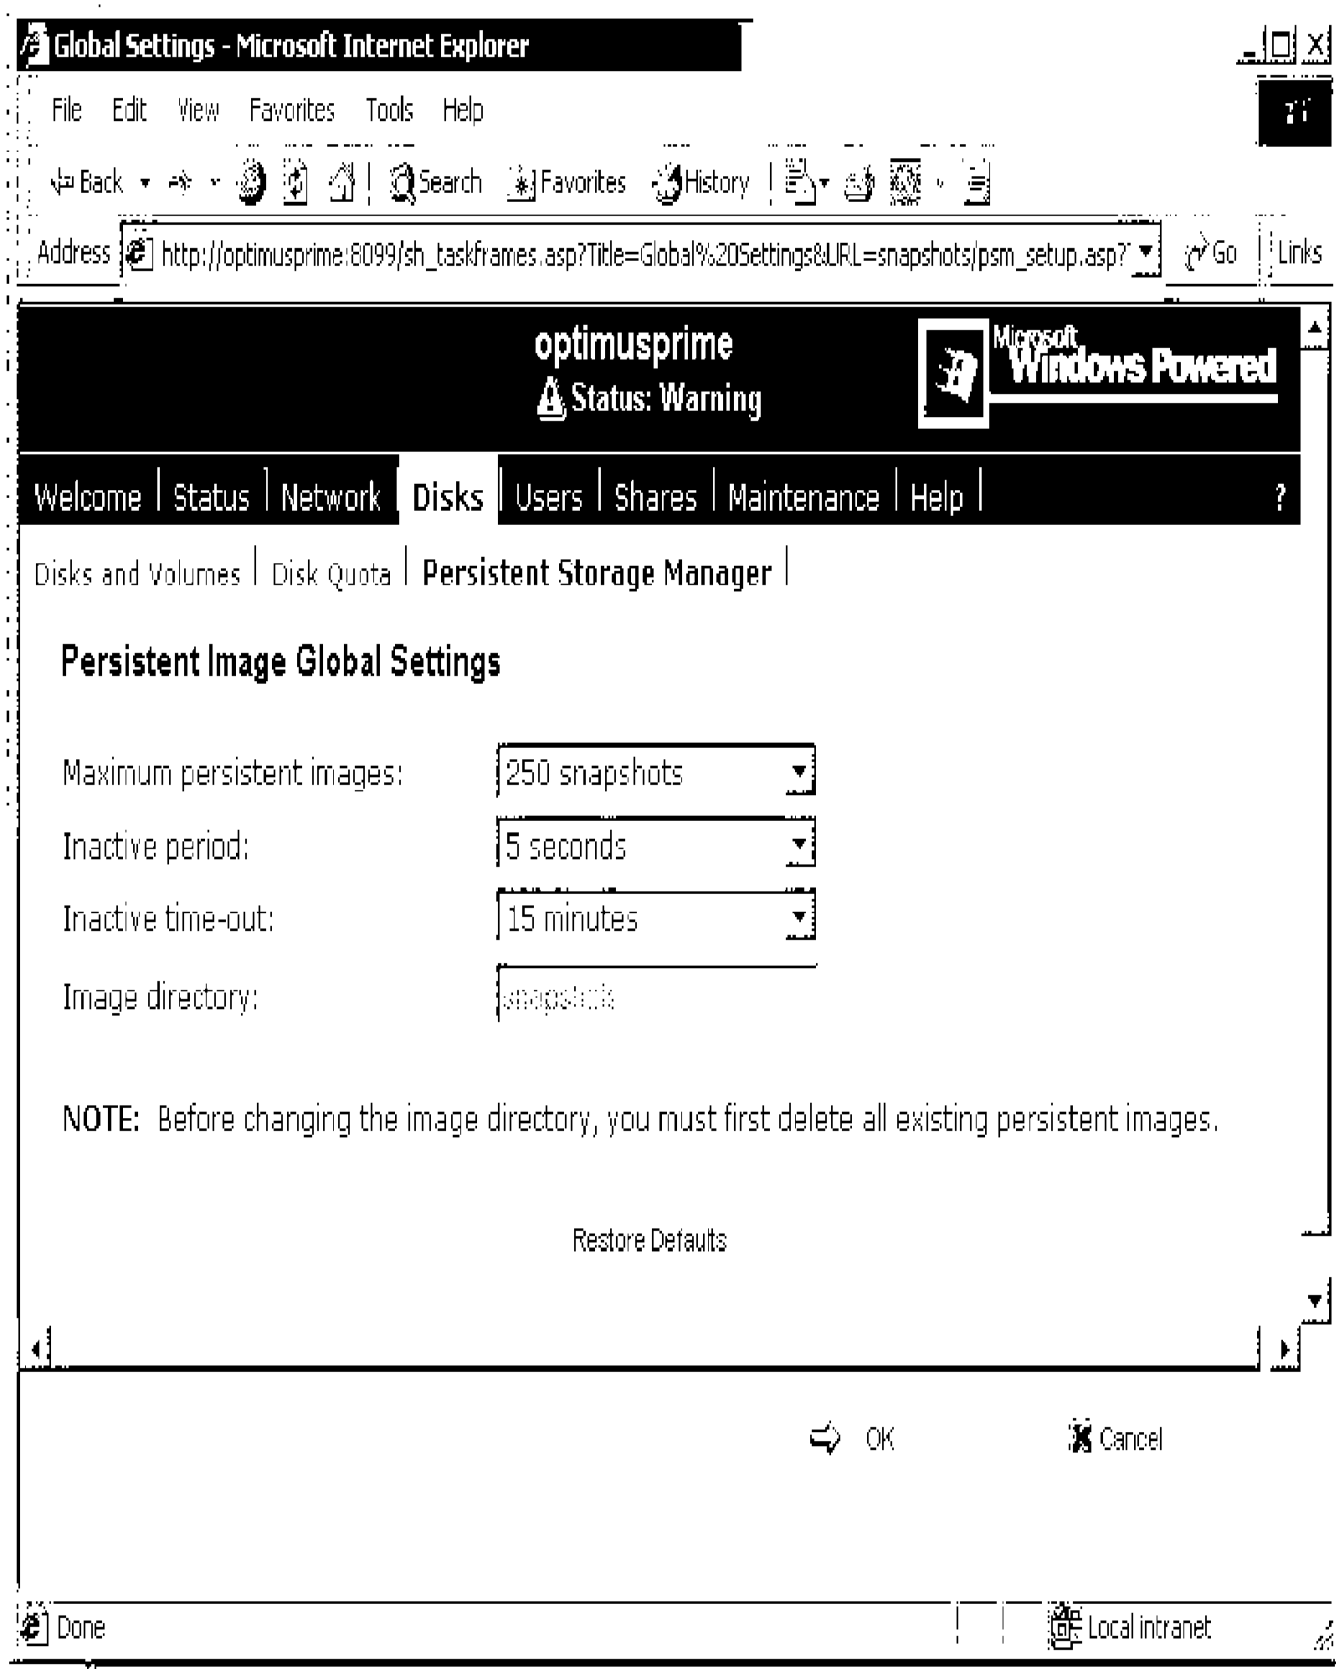 Global Settings - Microsoft Internet Explorer
File Edit View Favorites Tools Help
Back Search Favorites History
Address http://optimusprime:8099/sh_taskframes.asp?Title=Global%20Settings&URL=snapshots/psm_setup.asp? Go Links
optimusprime
Status: Warning
Microsoft
Windows Powered
Welcome | Status | Network | Disks | Users | Shares | Maintenance | Help | ?
Disks and Volumes | Disk Quota | Persistent Storage Manager |
Persistent Image Global Settings
Maximum persistent images: 250 snapshots
Inactive period: 5 seconds
Inactive time-out: 15 minutes
Image directory: snapshots
NOTE: Before changing the image directory, you must first delete all existing persistent images.
Restore Defaults
OK Cancel
Done Local intranet